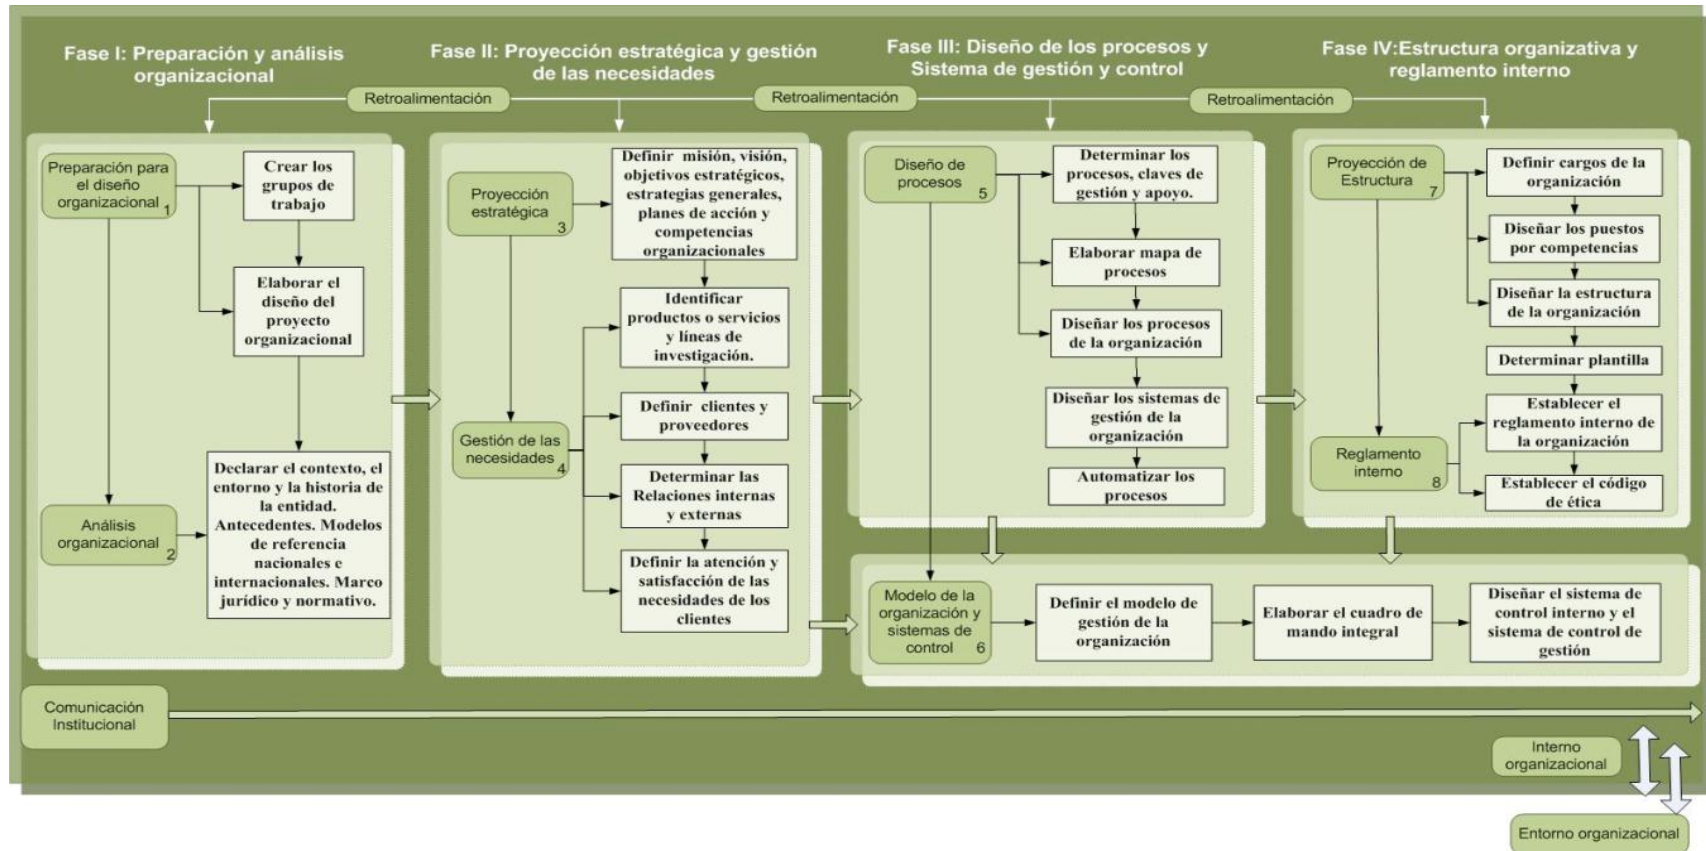 Fase I: Preparación y análisis
organizacional
Fase II: Proyección estratégica y gestión
de las necesidades
Fase III: Diseño de los procesos y
Sistema de gestión y control
Fase IV:Estructura organizativa y
reglamento interno
Retroalimentación
Retroalimentación
Retroalimentación
Preparación para
el diseño
organizacional
1
Crear los
grupos de
trabajo
Elaborar el
diseño del
proyecto
organizacional
Análisis
organizacional
2
Declarar el contexto, el
entorno y la historia de
la entidad.
Antecedentes. Modelos
de referencia
nacionales e
internacionales. Marco
jurídico y normativo.
Proyección
estratégica
3
Definir misión, visión,
objetivos estratégicos,
estrategias generales,
planes de acción y
competencias
organizacionales
Identificar
productos o servicios
y líneas de
investigación.
Gestión de las
necesidades
4
Definir clientes y
proveedores
Determinar las
Relaciones internas
y externas
Definir la atención y
satisfacción de las
necesidades de los
clientes
Diseño de
procesos
5
Determinar los
procesos, claves de
gestión y apoyo.
Elaborar mapa de
procesos
Diseñar los procesos
de la organización
Diseñar los sistemas de
gestión de la
organización
Automatizar los
procesos
Proyección de
Estructura
7
Definir cargos de la
organización
Diseñar los puestos
por competencias
Diseñar la estructura
de la organización
Determinar plantilla
Reglamento
interno
8
Establecer el
reglamento interno de
la organización
Establecer el código
de ética
Modelo de la
organización y
sistemas de
control
6
Definir el modelo de
gestión de la
organización
Elaborar el cuadro de
mando integral
Diseñar el sistema de
control interno y el
sistema de control de
gestión
Comunicación
Institucional
Interno
organizacional
Entorno organizacional